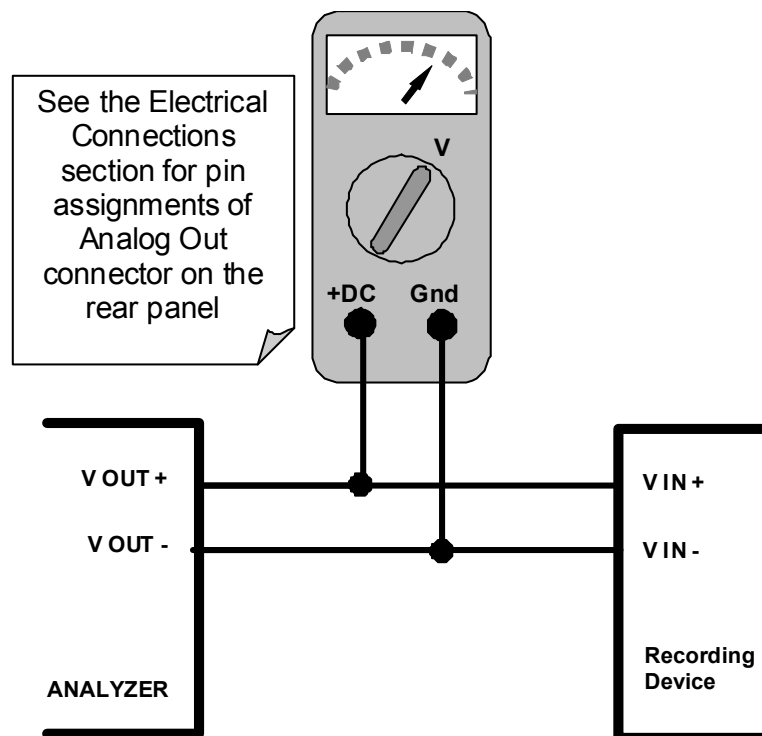 See the Electrical
Connections
section for pin
assignments of
Analog Out
connector on the
rear panel
V
+DC Gnd
V OUT +
V OUT -
ANALYZER
V IN +
V IN -
Recording
Device